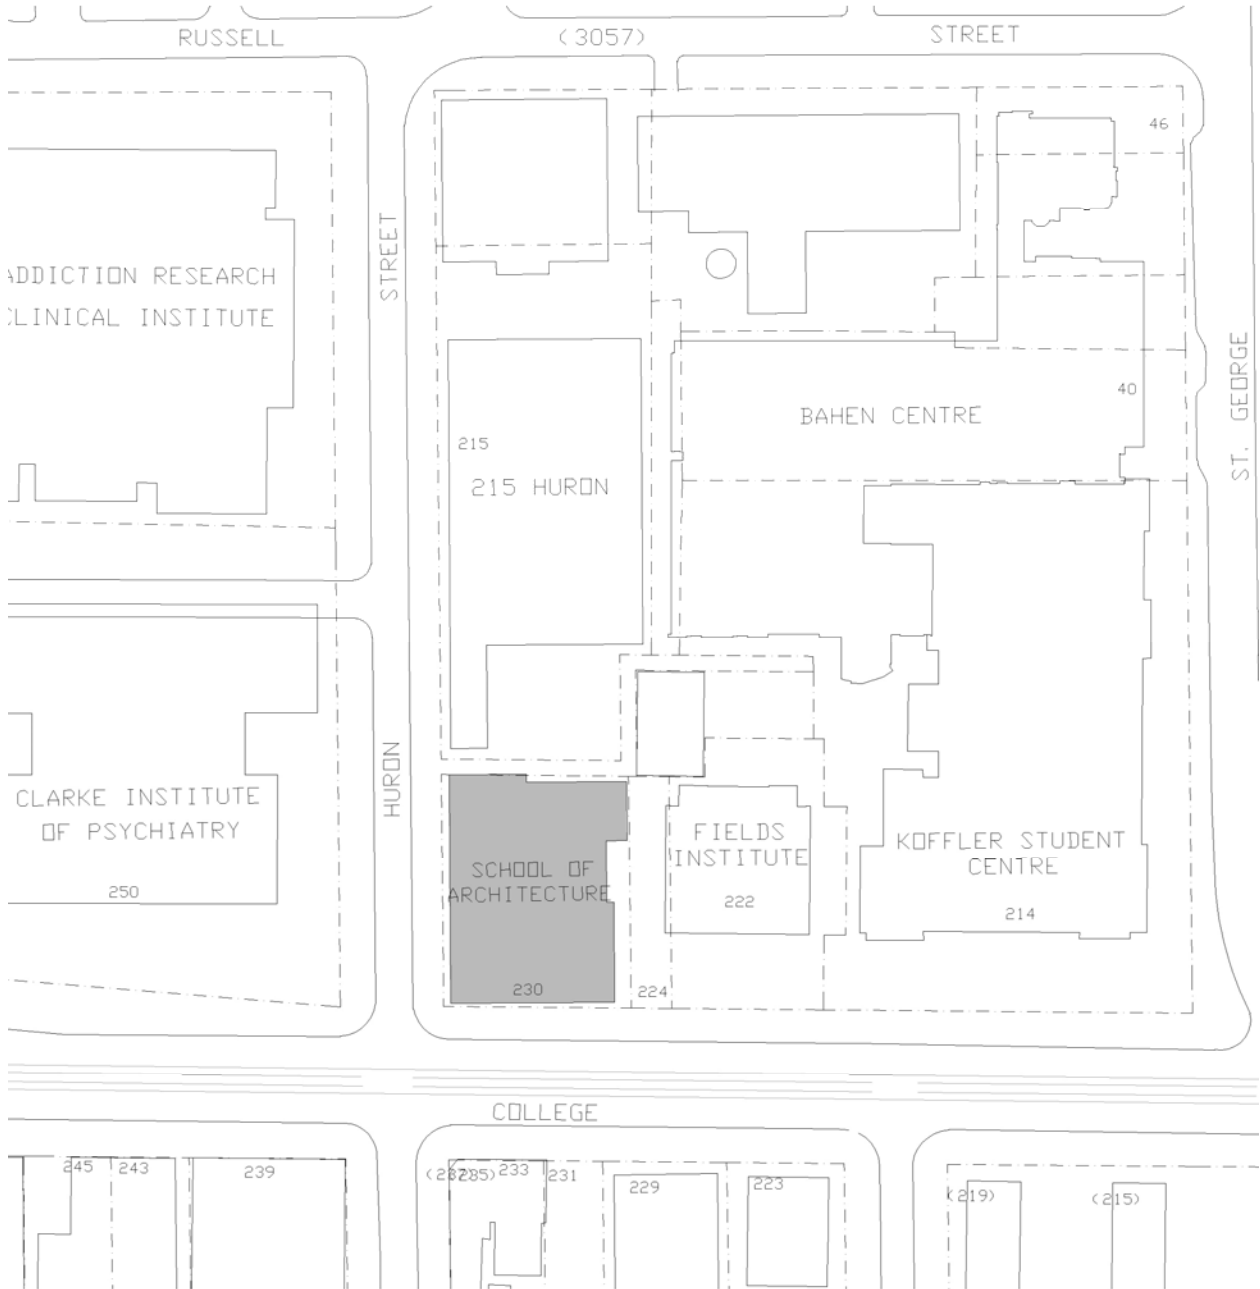 RUSSELL (3057) STREET
46
STREET
ADDICTION RESEARCH
CLINICAL INSTITUTE
ST. GEORGE
40
BAHEN CENTRE
215
215 HURON
HURON
CLARKE INSTITUTE
OF PSYCHIATRY
250
SCHOOL OF
ARCHITECTURE
230
224
FIELDS
INSTITUTE
222
KOFFLER STUDENT
CENTRE
214
COLLEGE
245
243
239
(237)
235)
233
231
229
223
(219)
(215)